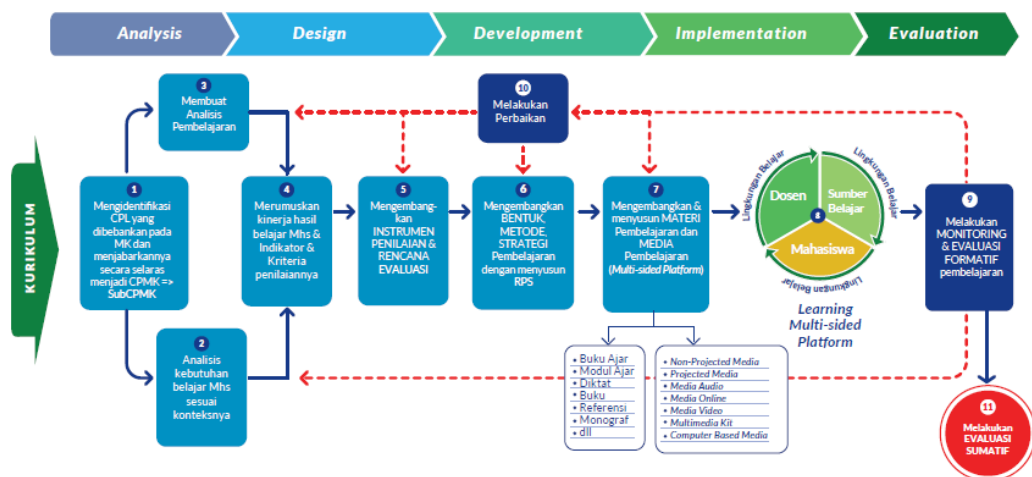 Analysis
Design
Development
Implementation
Evaluation
KURIKULUM
1
Mengidentifikasi
CPL yang
dibebankan pada
MK dan
menjabarkannya
secara selaras
menjadi CPMK =>
SubCPMK
2
Analisis
kebutuhan
belajar Mhs
sesuai
konteksnya
3
Membuat
Analisis
Pembelajaran
4
Merumuskan
kinerja hasil
belajar Mhs
& Indikator &
Kriteria
penilaiannya
5
Mengembang-
kan
INSTRUMEN
PENILAIAN &
RENCANA
EVALUASI
6
Mengembangkan
BENTUK,
METODE,
STRATEGI
Pembelajaran
dengan menyusun
RPS
7
Mengembangkan &
menyusun MATERI
Pembelajaran dan
MEDIA
Pembelajaran
(Multi-sided Platform)
Buku Ajar
Modul Ajar
Diktat
Buku
Referensi
Monograf
dll
Non-Projected Media
Projected Media
Media Audio
Media Online
Media Video
Multimedia Kit
Computer Based Media
8
Dosen
Sumber
Belajar
Mahasiswa
Lingkungan Belajar
Lingkungan Belajar
Lingkungan Belajar
Learning
Multi-sided
Platform
9
Melakukan
MONITORING
& EVALUASI
FORMATIF
pembelajaran
10
Melakukan
Perbaikan
11
Melakukan
EVALUASI
SUMATIF